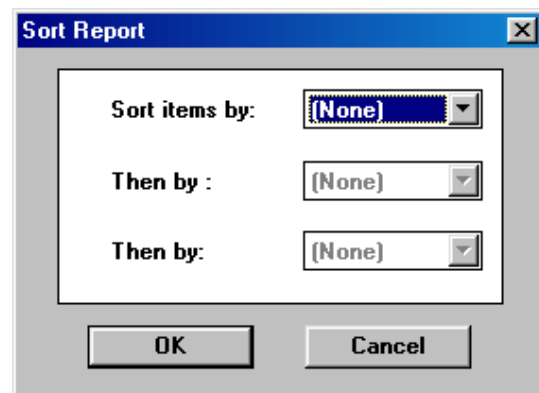 Sort Report
Sort items by: (None)
Then by : (None)
Then by: (None)
OK Cancel